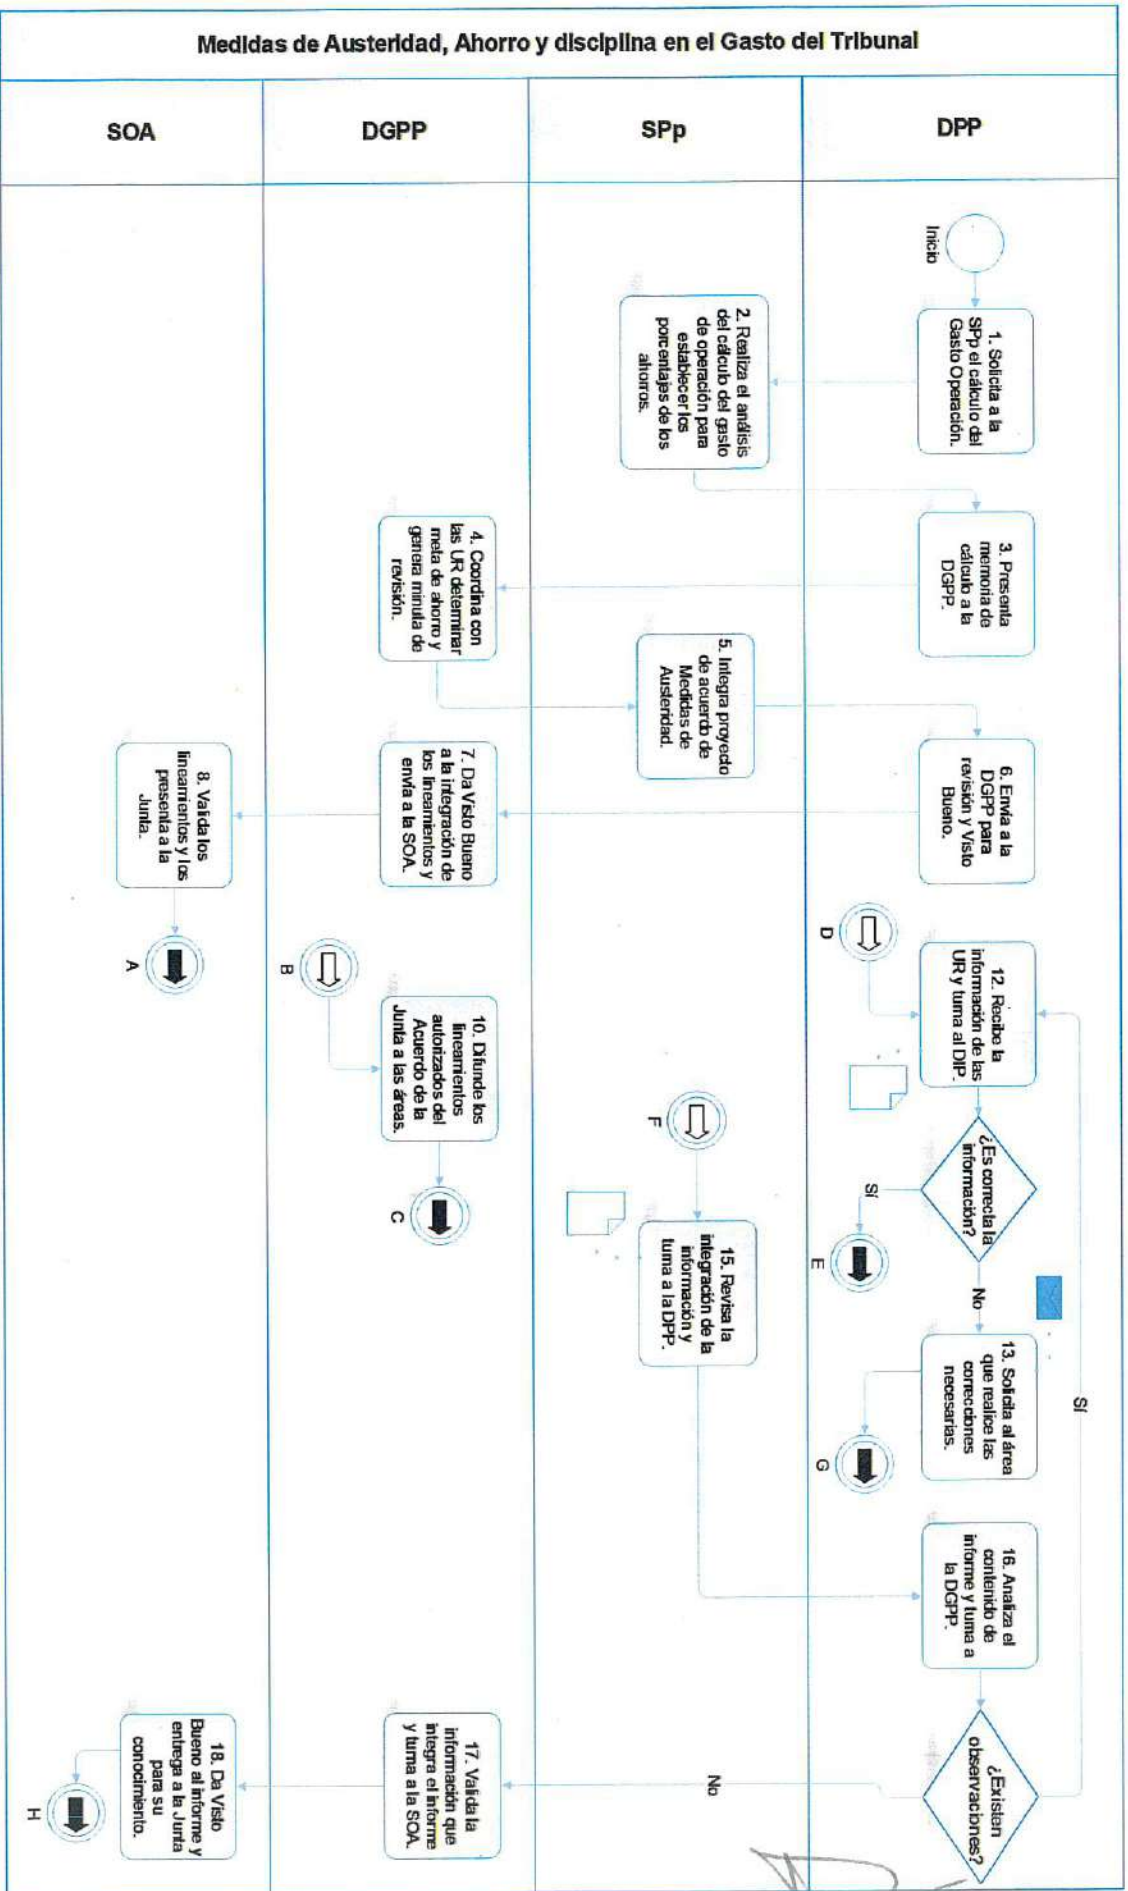 Medidas de Austeridad, Ahorro y disciplina en el Gasto del Tribunal
DPP
Inicio
1. Solicita a la
SPp el cálculo del
Gasto Operación.
3. Presenta
memoria de
cálculo a la
DGPP.
6. Envía a la
DGPP para
revisión y Visto
Bueno.
D
12. Recibe la
información de las
UR y turna al DIP.
¿Es correcta la
información?
Sí
E
No
13. Solicita al área
que realice las
correcciones
necesarias.
G
Sí
16. Analiza el
contenido de
informe y turna a
la DGPP.
¿Existen
observaciones?
No
SPp
2. Realiza el análisis
del cálculo del gasto
de operación para
establecer los
porcentajes de los
ahorros.
5. Integra proyecto
de acuerdo de
Medidas de
Austeridad.
F
15. Revisa la
integración de la
información y
turna a la DPP.
DGPP
4. Coordina con
las UR determinar
meta de ahorro y
genera minuta de
revisión.
7. Da Visto Bueno
a la integración de
los lineamientos y
envía a la SOA.
B
10. Difunde los
lineamientos
autorizados del
Acuerdo de la
Junta a las áreas.
C
17. Valida la
información que
integra el informe
y turna a la SOA.
SOA
8. Valida los
lineamientos y los
presenta a la
Junta.
A
18. Da Visto
Bueno al informe y
entrega a la Junta
para su
conocimiento.
H